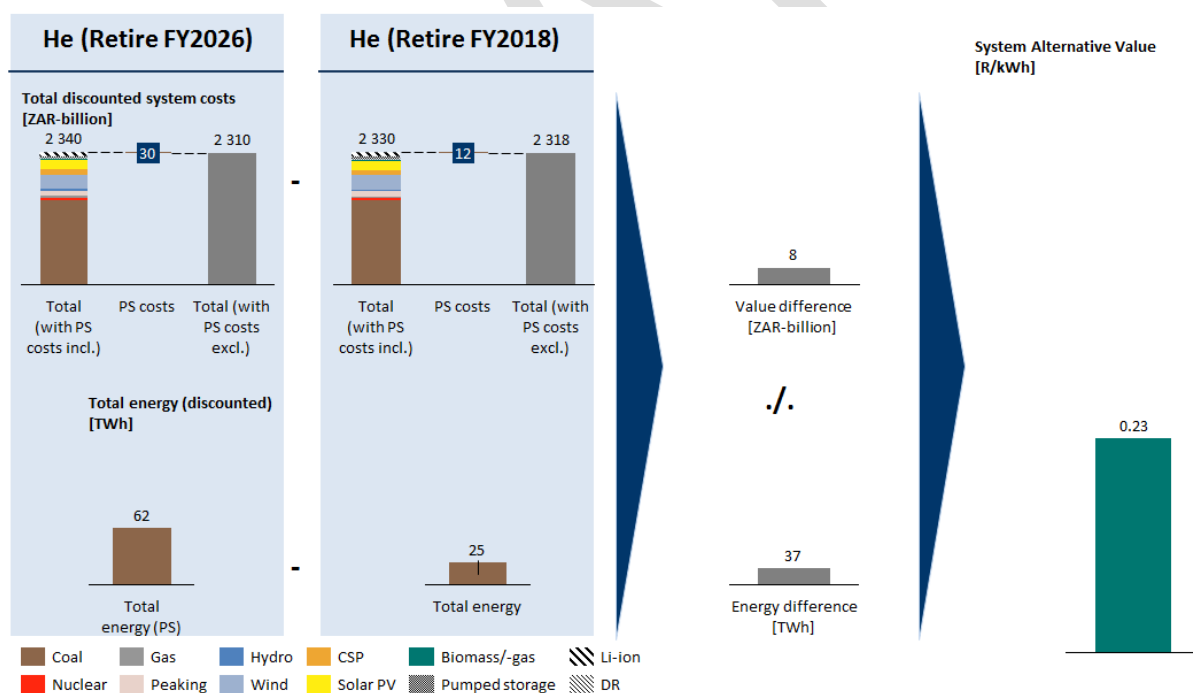 He (Retire FY2026)
He (Retire FY2018)
System Alternative Value
[R/kWh]
Total discounted system costs
[ZAR-billion]
2 340
30
2 310
-
2 330
12
2 318
8
Total
(with PS
costs incl.)
PS costs
Total (with
PS costs
excl.)
Total
(with PS
costs incl.)
PS costs
Total (with
PS costs
excl.)
Value difference
[ZAR-billion]
Total energy (discounted)
[TWh]
./.
0.23
62
-
25
37
Total
energy (PS)
Total energy
Energy difference
[TWh]
Coal
Gas
Hydro
CSP
Biomass/-gas
Li-ion
Nuclear
Peaking
Wind
Solar PV
Pumped storage
DR